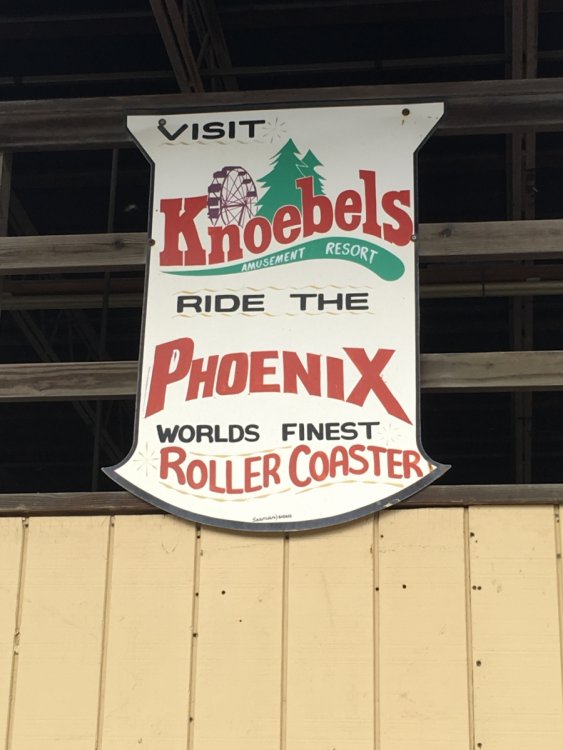 VISIT
Knoebels
AMUSEMENT RESORT
RIDE THE
PHOENIX
WORLDS FINEST
ROLLER COASTER